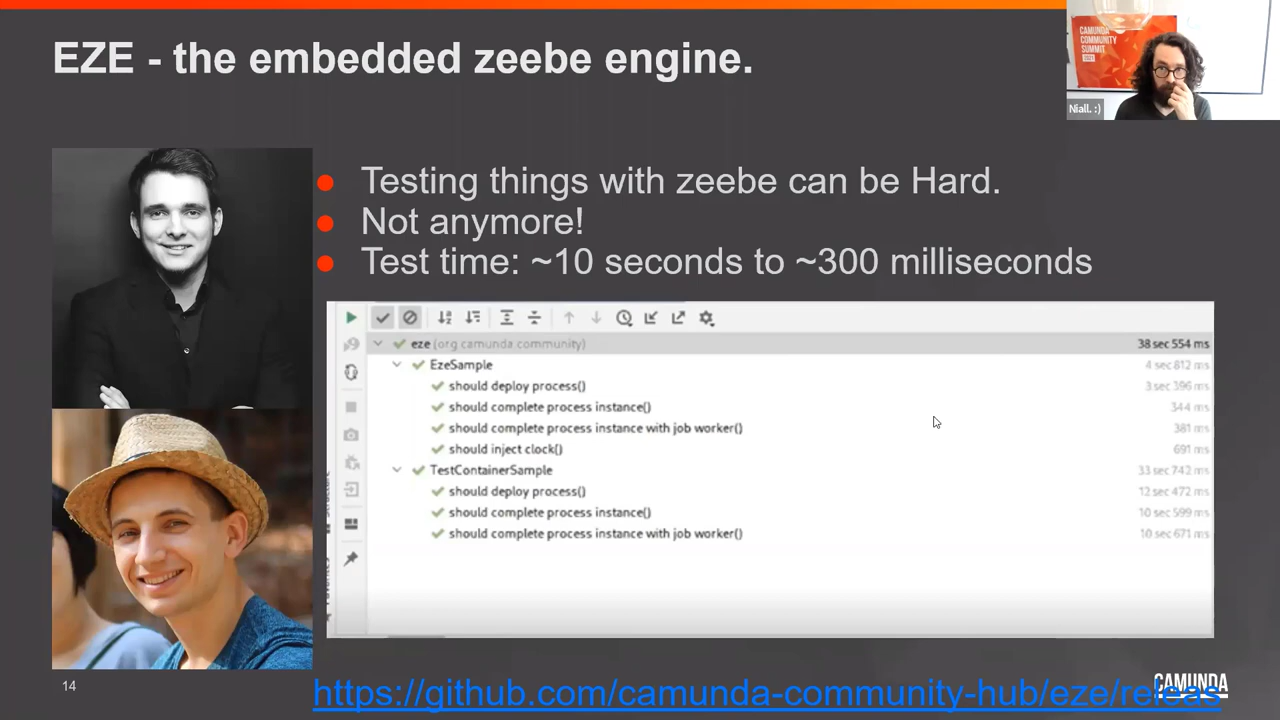 EZE - the embedded zeebe engine.
CAMUNDA
COMMUNITY
SUMMIT
2021
Niall. :)
Testing things with zeebe can be Hard.
Not anymore!
Test time: ~10 seconds to ~300 milliseconds
eze (org.camunda.community) 38 sec 554 ms
EzeSample 4 sec 812 ms
should deploy process() 3 sec 396 ms
should complete process instance() 344 ms
should complete process instance with job worker() 381 ms
should inject clock() 691 ms
TestContainerSample 33 sec 742 ms
should deploy process() 12 sec 472 ms
should complete process instance() 10 sec 599 ms
should complete process instance with job worker() 10 sec 671 ms
14
https://github.com/camunda-community-hub/eze/releas
CAMUNDA